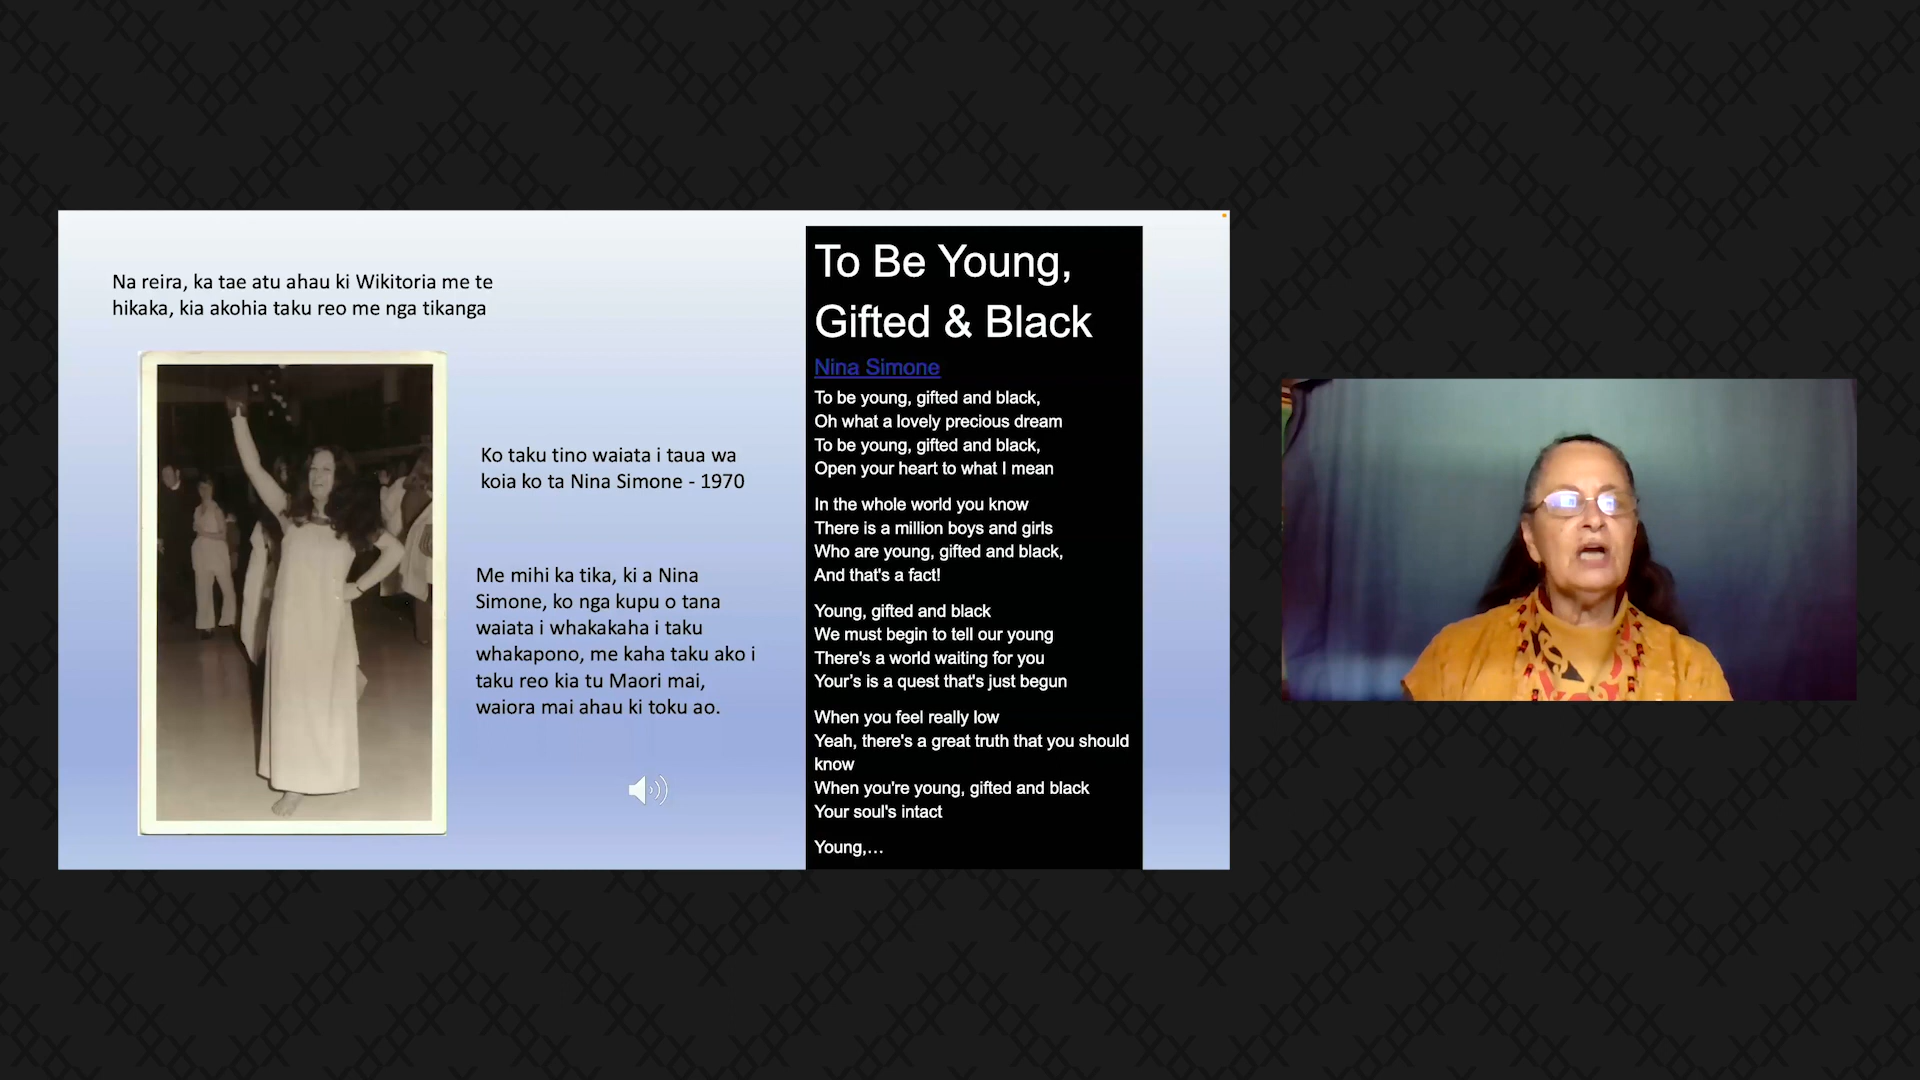 Na reira, ka tae atu ahau ki Wikitoria me te
hikaka, kia akohia taku reo me nga tikanga
Ko taku tino waiata i taua wa
koia ko ta Nina Simone - 1970
Me mihi ka tika, ki a Nina
Simone, ko nga kupu o tana
waiata i whakakaha i taku
whakapono, me kaha taku ako i
taku reo kia tu Maori mai,
waiora mai ahau ki toku ao.
To Be Young,
Gifted & Black
Nina Simone
To be young, gifted and black,
Oh what a lovely precious dream
To be young, gifted and black,
Open your heart to what I mean
In the whole world you know
There is a million boys and girls
Who are young, gifted and black,
And that's a fact!
Young, gifted and black
We must begin to tell our young
There's a world waiting for you
Your's is a quest that's just begun
When you feel really low
Yeah, there's a great truth that you should
know
When you're young, gifted and black
Your soul's intact
Young,…